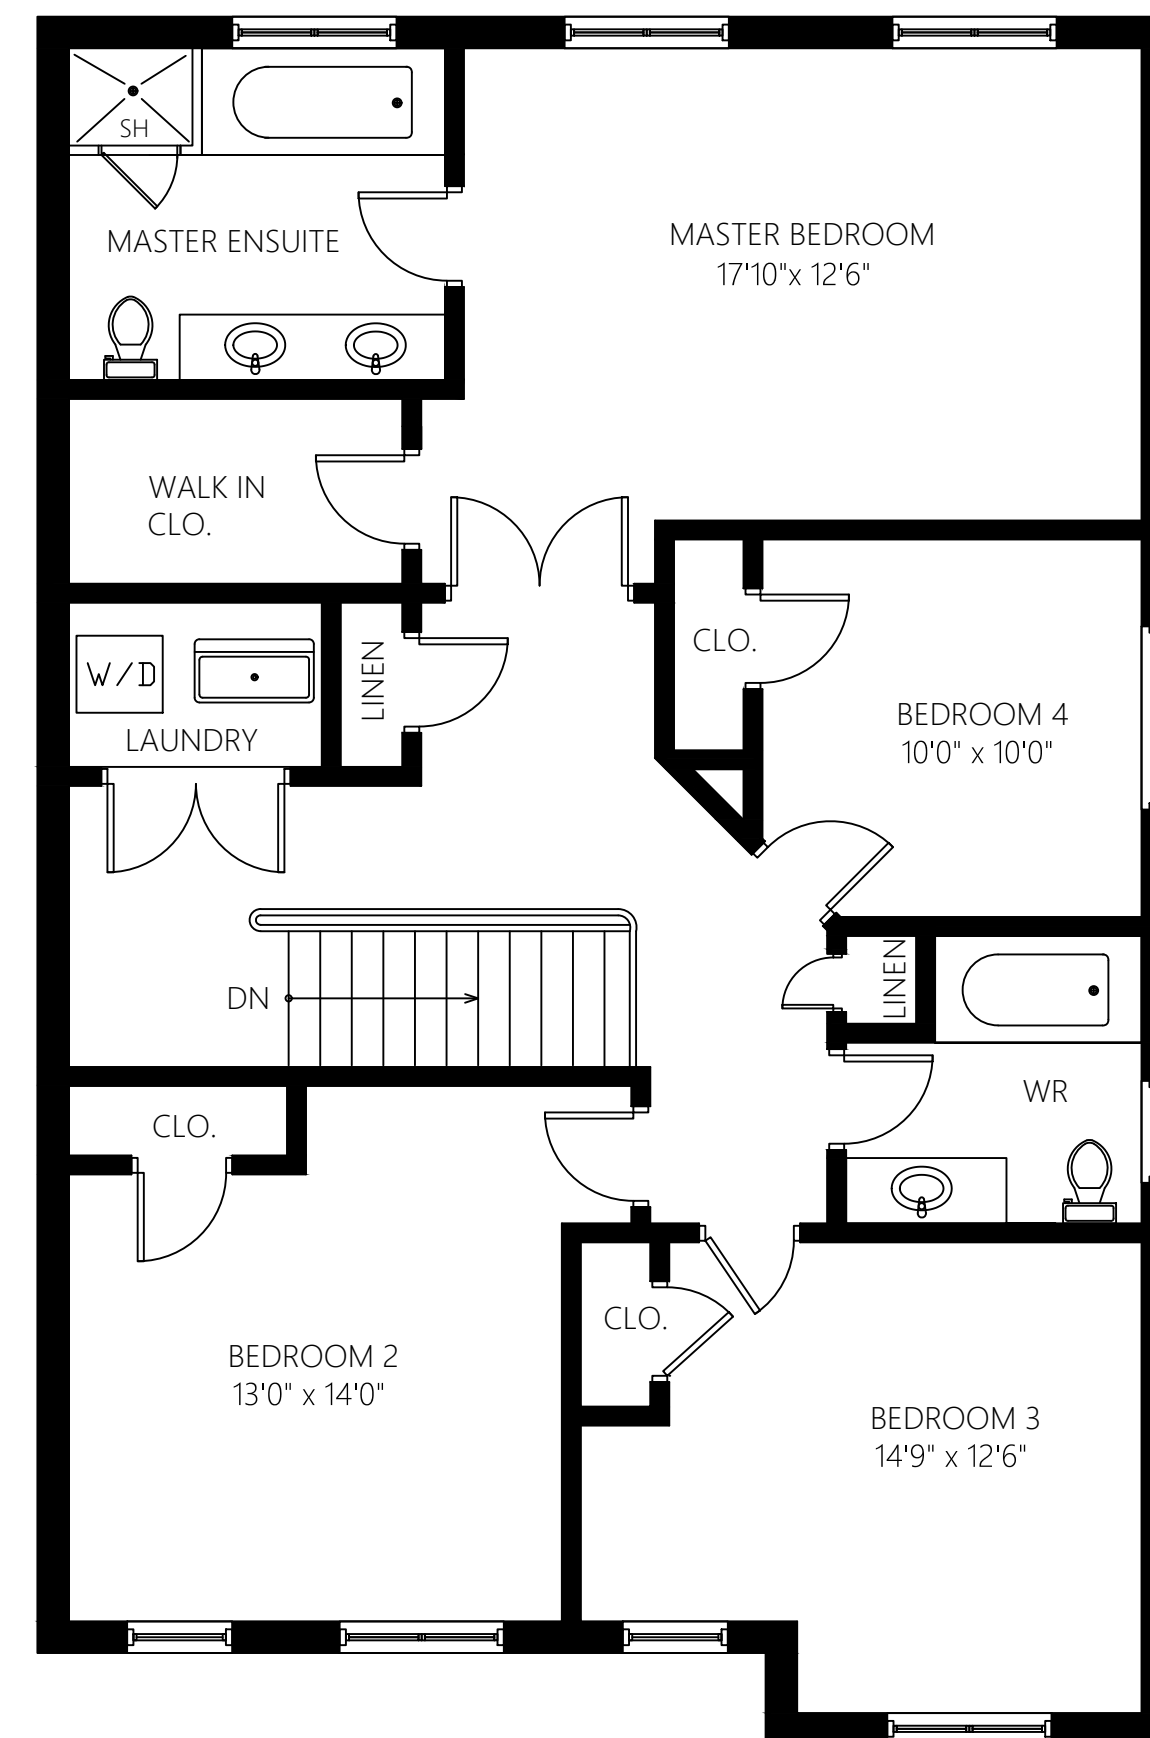 SH
MASTER ENSUITE
MASTER BEDROOM
17'10"x 12'6"
WALK IN
CLO.
W/D
LAUNDRY
LINEN
CLO.
BEDROOM 4
10'0" x 10'0"
DN
LINEN
WR
CLO.
CLO.
BEDROOM 2
13'0" x 14'0"
BEDROOM 3
14'9" x 12'6"